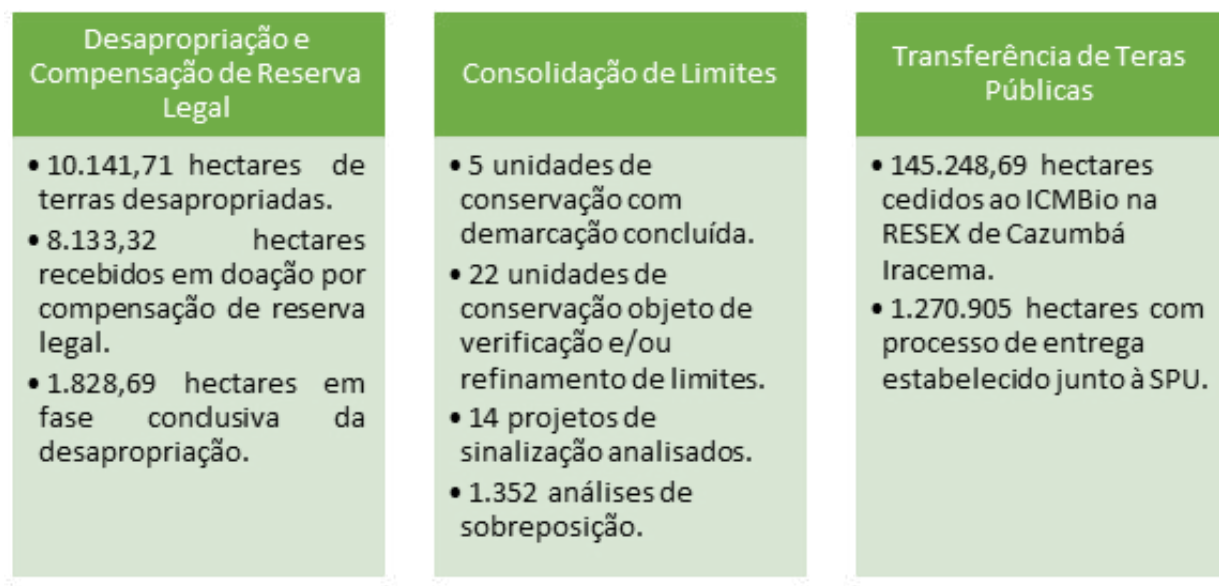 Desapropriação e
Compensação de Reserva
Legal
• 10.141,71 hectares de
terras desapropriadas.
• 8.133,32 hectares
recebidos em doação por
compensação de reserva
legal.
• 1.828,69 hectares em
fase conclusiva da
desapropriação.
Consolidação de Limites
• 5 unidades de
conservação com
demarcação concluída.
• 22 unidades de
conservação objeto de
verificação e/ou
refinamento de limites.
• 14 projetos de
sinalização analisados.
• 1.352 análises de
sobreposição.
Transferência de Teras
Públicas
• 145.248,69 hectares
cedidos ao ICMBio na
RESEX de Cazumbá
Iracema.
• 1.270.905 hectares com
processo de entrega
estabelecido junto à SPU.